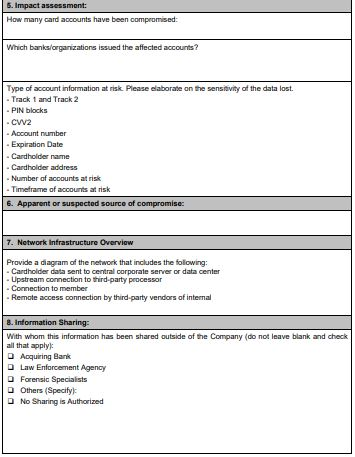 5. Impact assessment:
How many card accounts have been compromised:
Which banks/organizations issued the affected accounts?
Type of account information at risk. Please elaborate on the sensitivity of the data lost.
- Track 1 and Track 2
- PIN blocks
- CVV2
- Account number
- Expiration Date
- Cardholder name
- Cardholder address
- Number of accounts at risk
- Timeframe of accounts at risk
6. Apparent or suspected source of compromise:
7. Network Infrastructure Overview
Provide a diagram of the network that includes the following:
- Cardholder data sent to central corporate server or data center
- Upstream connection to third-party processor
- Connection to member
- Remote access connection by third-party vendors of internal
8. Information Sharing:
With whom this information has been shared outside of the Company (do not leave blank and check
all that apply):
❑ Acquiring Bank
❑ Law Enforcement Agency
❑ Forensic Specialists
❑ Others (Specify):
❑ No Sharing is Authorized